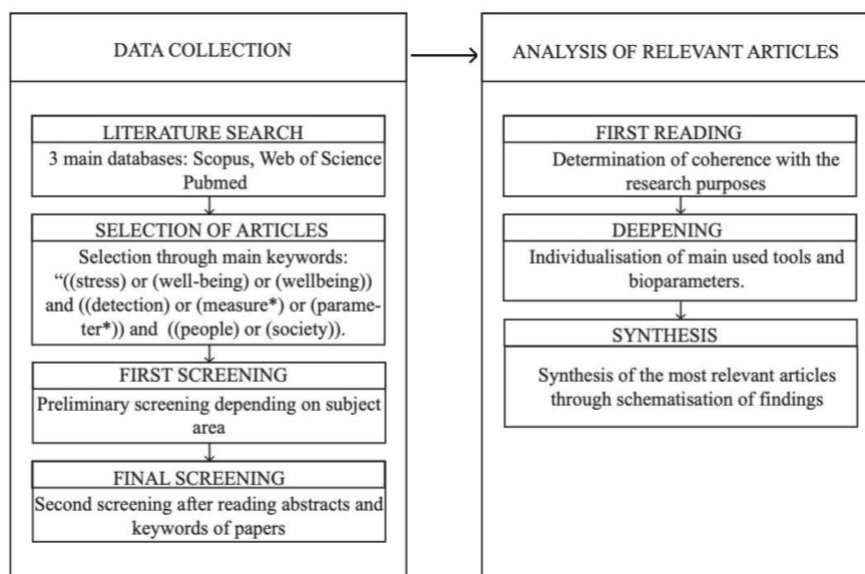 DATA COLLECTION
LITERATURE SEARCH
3 main databases: Scopus, Web of Science
Pubmed
SELECTION OF ARTICLES
Selection through main keywords:
“((stress) or (well-being) or (wellbeing))
and ((detection) or (measure*) or (parame-
ter*)) and ((people) or (society)).
FIRST SCREENING
Preliminary screening depending on subject
area
FINAL SCREENING
Second screening after reading abstracts and
keywords of papers
ANALYSIS OF RELEVANT ARTICLES
FIRST READING
Determination of coherence with the
research purposes
DEEPENING
Individualisation of main used tools and
bioparameters.
SYNTHESIS
Synthesis of the most relevant articles
through schematisation of findings